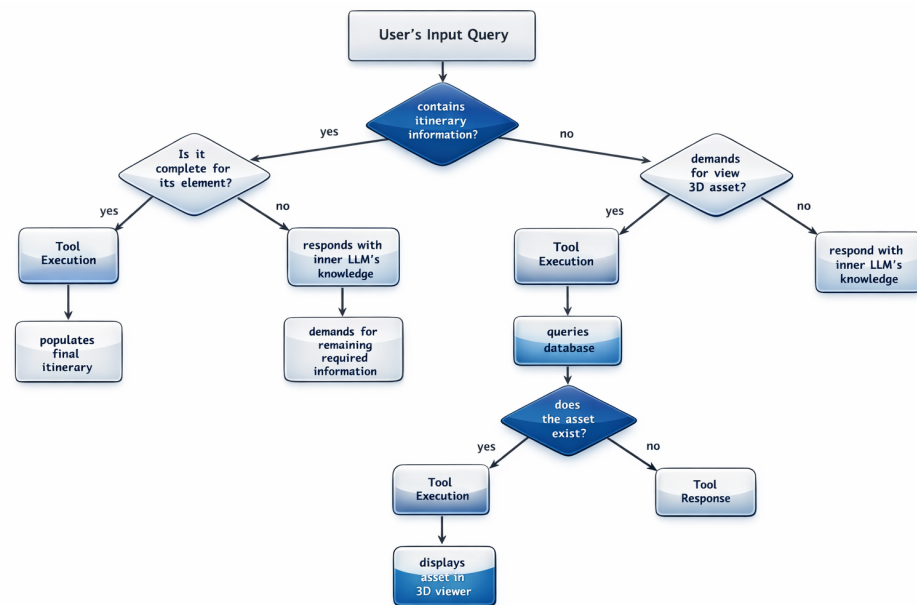 User's Input Query
contains
itinerary
information?
yes
no
Is it
complete for
its element?
demands
for view
3D asset?
yes
no
yes
no
Tool
Execution
responds with
inner LLM's
knowledge
Tool
Execution
respond with
inner LLM's
knowledge
populates
final
itinerary
demands for
remaining
required
information
queries
database
does
the asset
exist?
yes
no
Tool
Execution
Tool
Response
displays
asset in
3D viewer